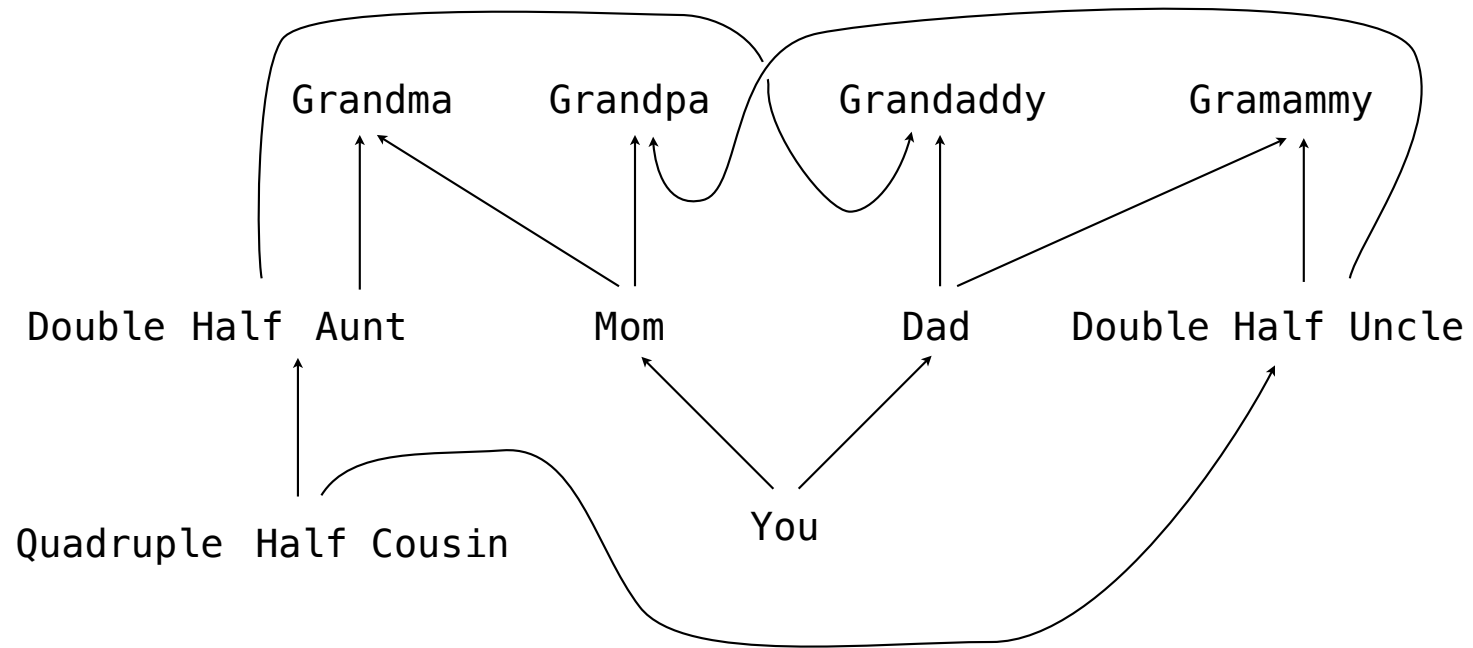 Grandma Grandpa Grandaddy Gramammy
Double Half Aunt Mom Dad Double Half Uncle
Quadruple Half Cousin You